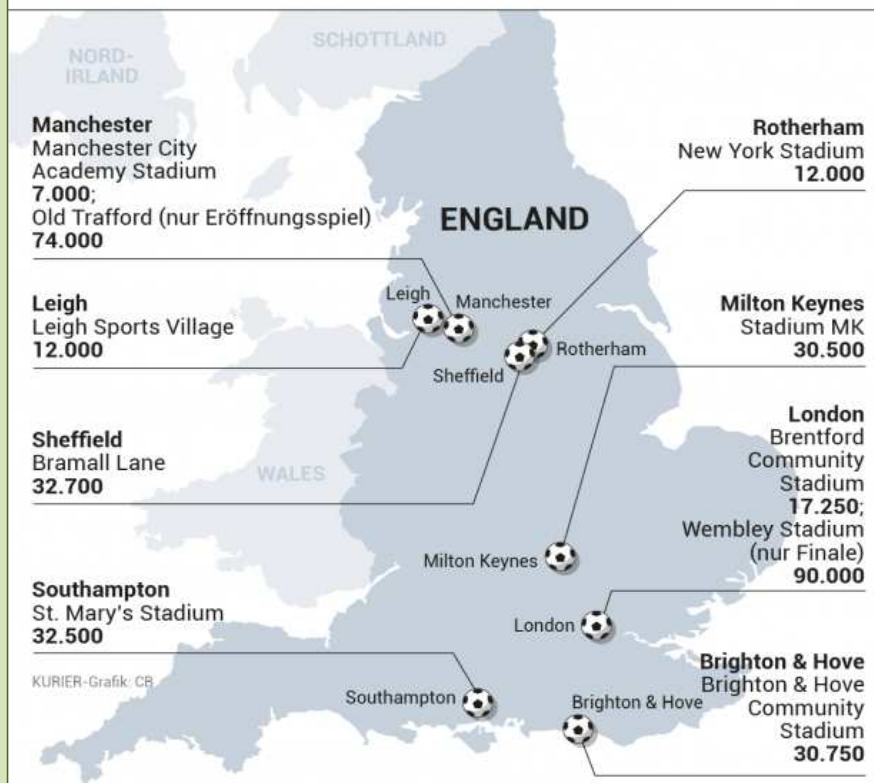 SCHOTTLAND
NORD-
IRLAND
Manchester
Manchester City
Academy Stadium
7.000;
Old Trafford (nur Eröffnungsspiel)
74.000
Rotherham
New York Stadium
12.000
ENGLAND
Leigh
Manchester
Rotherham
Sheffield
Leigh
Leigh Sports Village
12.000
Milton Keynes
Stadium MK
30.500
Sheffield
Bramall Lane
32.700
WALES
London
Brentford
Community
Stadium
17.250;
Wembley Stadium
(nur Finale)
90.000
Milton Keynes
London
Southampton
St. Mary's Stadium
32.500
KURIER-Grafik: CB
Southampton
Brighton & Hove
Brighton & Hove
Brighton & Hove
Community
Stadium
30.750